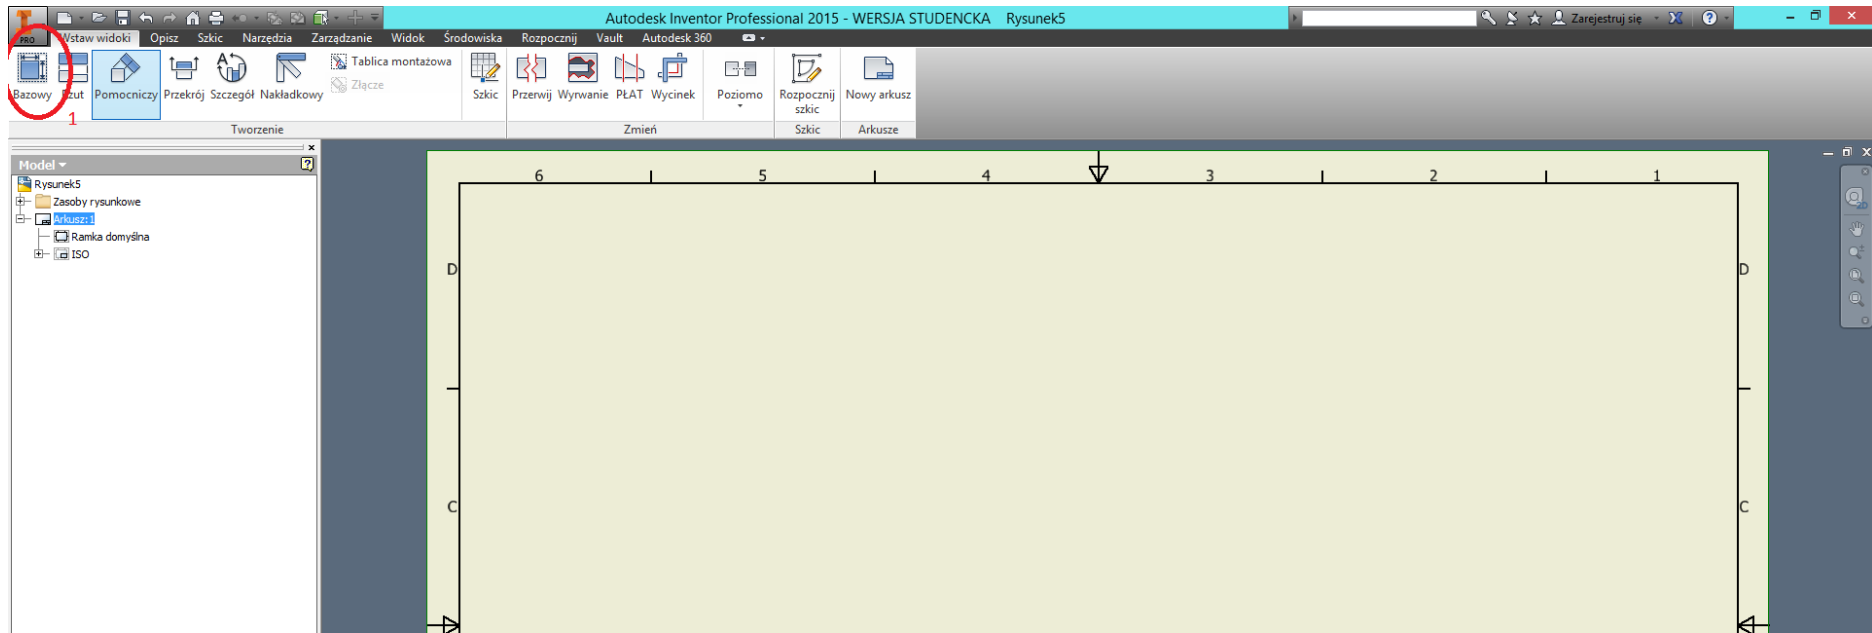 Autodesk Inventor Professional 2015 - WERSJA STUDENCKA Rysunek5
Zarejestruj się
PRO Wstaw widoki Opisz Szkic Narzędzia Zarządzanie Widok Środowiska Rozpocznij Vault Autodesk 360
Tablica montażowa
Złącze
Bazowy Rzut Pomocniczy Przekrój Szczegół Nakładkowy Szkic Przerwij Wyrwanie PŁAT Wycinek Poziomo Rozpocznij szkic Nowy arkusz
1
Tworzenie Zmień Szkic Arkusze
Model
Rysunek5
Zasoby rysunkowe
Arkusz:1
Ramka domyślna
ISO
6 5 4 3 2 1
D D
C C
2D